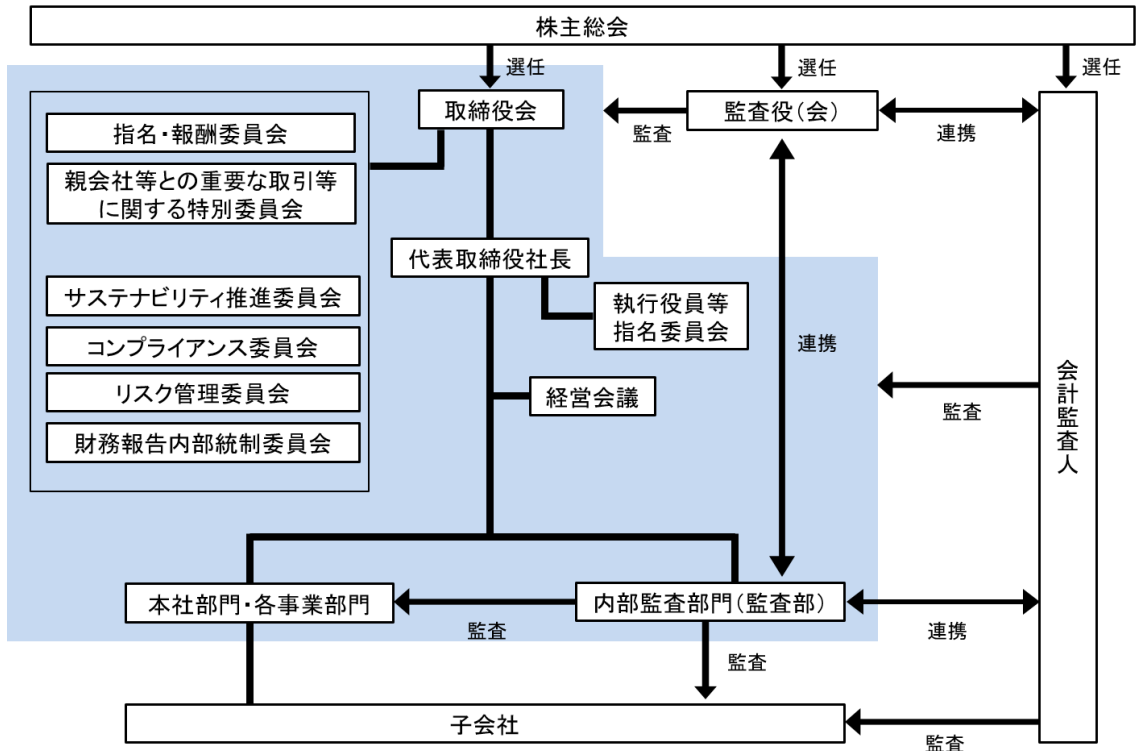 株主総会
選任
選任
選任
取締役会
監査役(会)
監査
連携
指名・報酬委員会
親会社等との重要な取引等
に関する特別委員会
代表取締役社長
サステナビリティ推進委員会
執行役員等
指名委員会
コンプライアンス委員会
連携
リスク管理委員会
経営会議
監査
会計監査人
財務報告内部統制委員会
本社部門・各事業部門
内部監査部門(監査部)
監査
連携
監査
子会社
監査